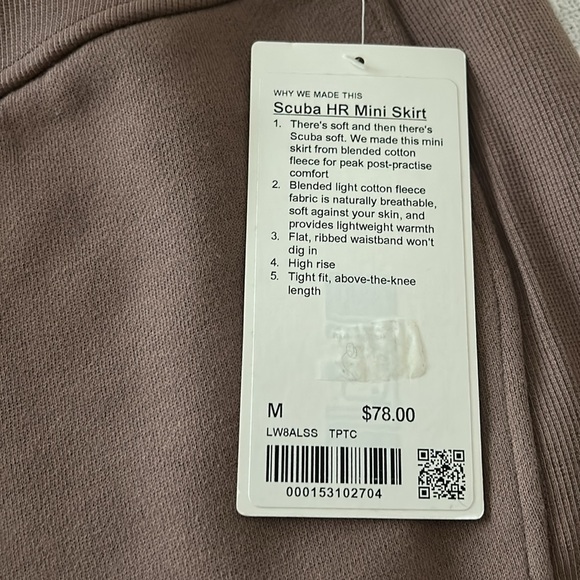 WHY WE MADE THIS
Scuba HR Mini Skirt
1. There's soft and then there's
Scuba soft. We made this mini
skirt from blended cotton
fleece for peak post-practise
comfort
2. Blended light cotton fleece
fabric is naturally breathable,
soft against your skin, and
provides lightweight warmth
3. Flat, ribbed waistband won't
dig in
4. High rise
5. Tight fit, above-the-knee
length
M $78.00
LW8ALSS TPTC
000153102704